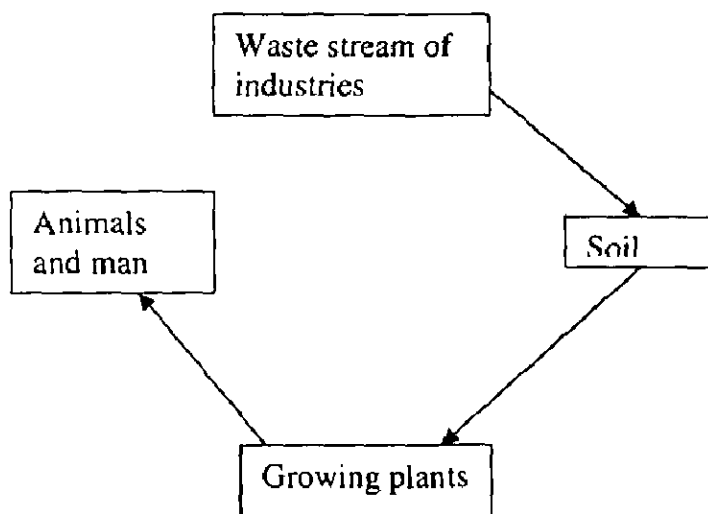 Waste stream of
industries
Animals
and man
Soil
Growing plants